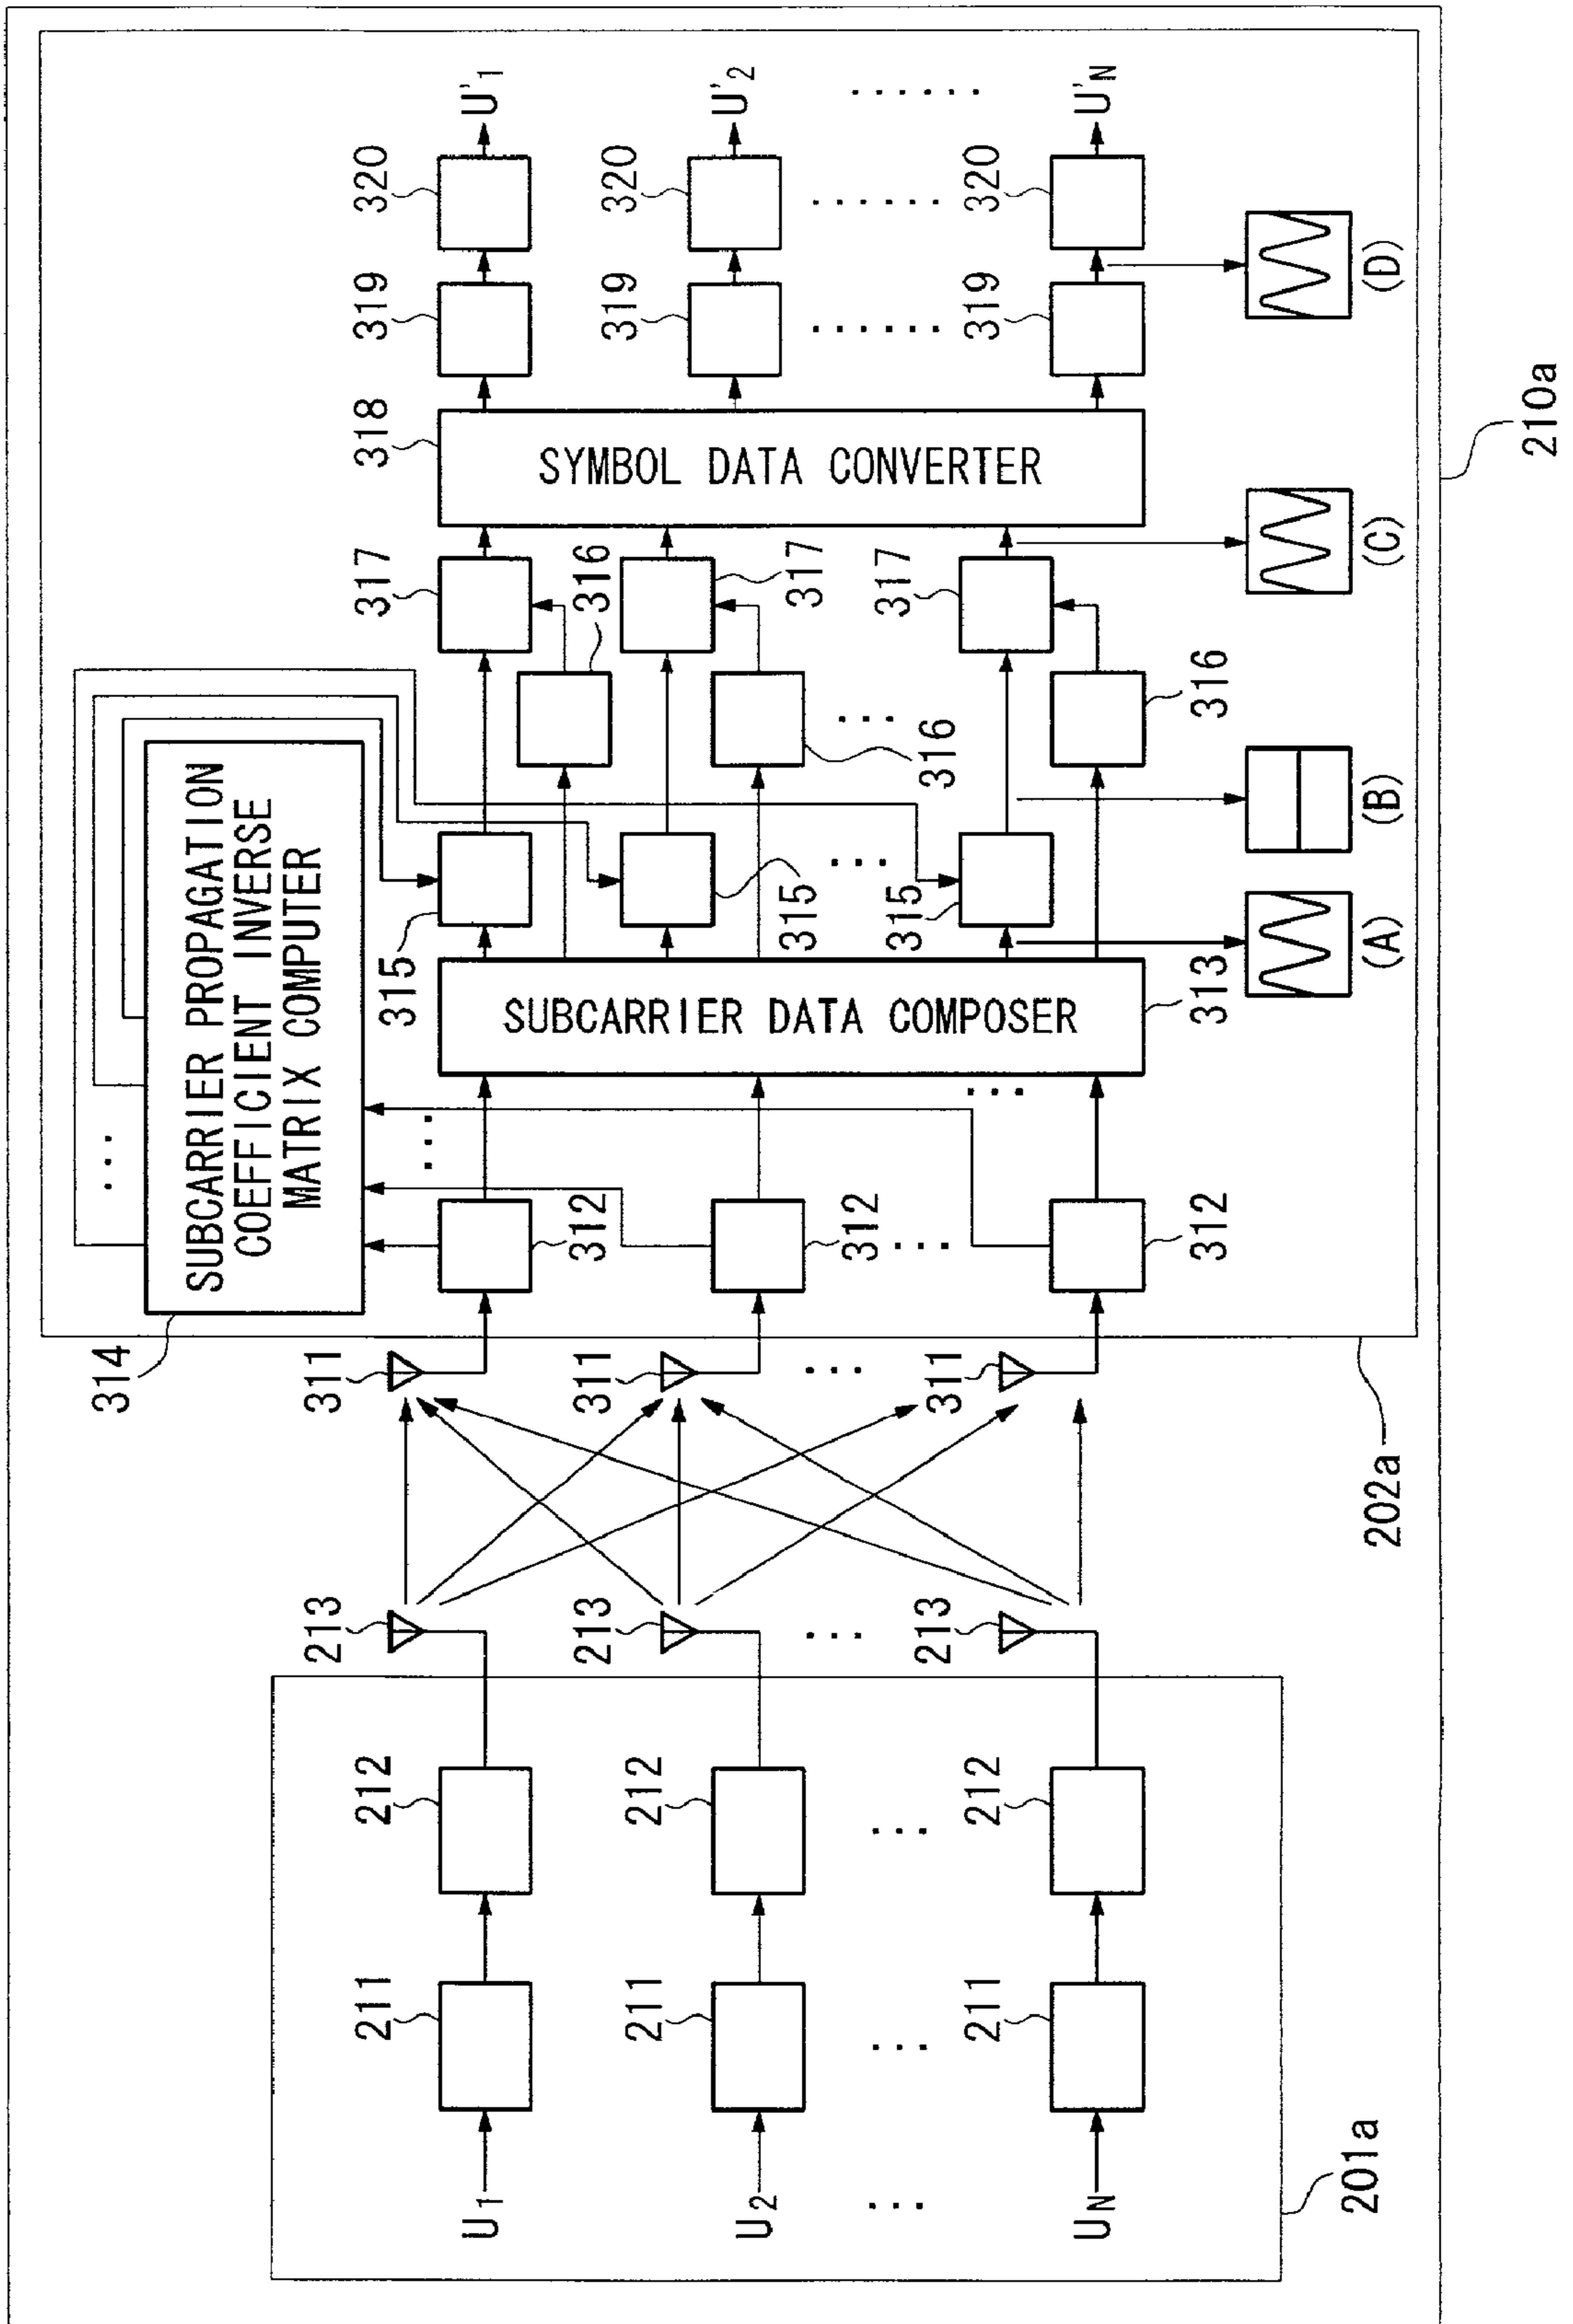 U1
211
212
213
U2
211
212
213
UN
211
212
213
201a
311
311
311
312
312
312
314
SUBCARRIER PROPAGATION
COEFFICIENT INVERSE
MATRIX COMPUTER
SUBCARRIER DATA COMPOSER
313
315
315
315
316
316
316
317
317
317
SYMBOL DATA CONVERTER
318
319
319
319
320
320
320
U'1
U'2
U'N
(A)
(B)
(C)
(D)
202a
210a